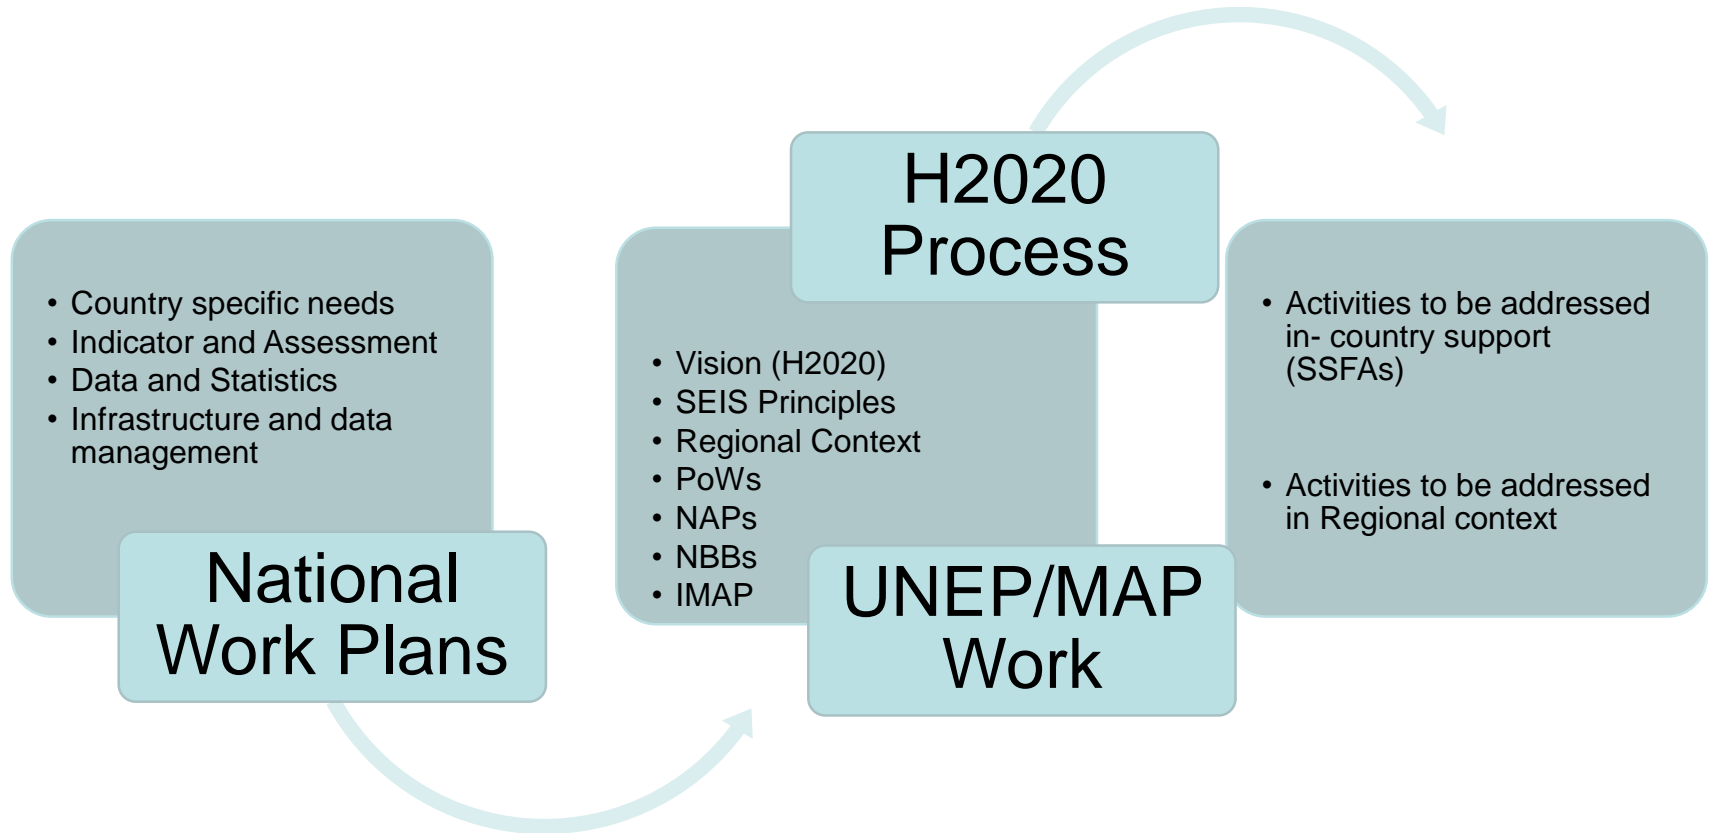 • Country specific needs
• Indicator and Assessment
• Data and Statistics
• Infrastructure and data
management
National
Work Plans
H2020
Process
• Vision (H2020)
• SEIS Principles
• Regional Context
• PoWs
• NAPs
• NBBs
• IMAP
UNEP/MAP
Work
• Activities to be addressed
in- country support
(SSFAs)
• Activities to be addressed
in Regional context